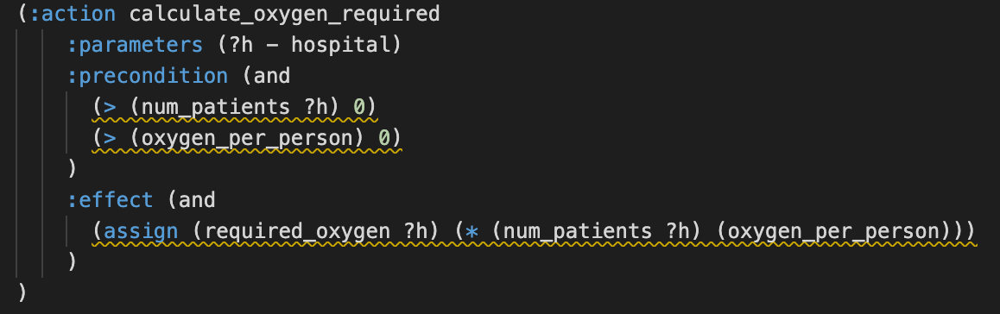 (:action calculate_oxygen_required
:parameters (?h - hospital)
:precondition (and
(> (num_patients ?h) 0)
(> (oxygen_per_person) 0)
)
:effect (and
(assign (required_oxygen ?h) (* (num_patients ?h) (oxygen_per_person)))
)
)